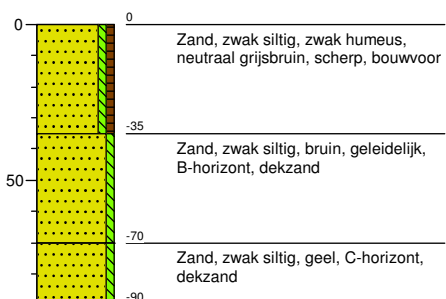 0
0
Zand, zwak siltig, zwak humeus,
neutraal grijsbruin, scherp, bouwvoor
-35
Zand, zwak siltig, bruin, geleidelijk,
B-horizont, dekzand
50
-70
Zand, zwak siltig, geel, C-horizont,
dekzand
-90